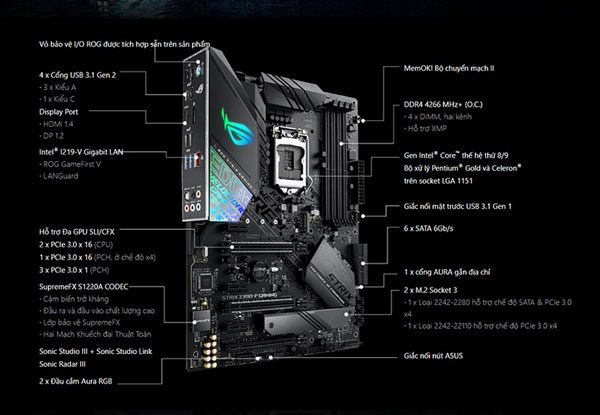 Vỏ bảo vệ I/O ROG được tích hợp sẵn trên sản phẩm
4 x Cổng USB 3.1 Gen 2
• 3 x Kiểu A
• 1 x Kiểu C
Display Port
• HDMI 1.4
• DP 1.2
Intel® I219-V Gigabit LAN
• ROG GameFirst V
• LANGuard
Hỗ trợ Đa GPU SLI/CFX
2 x PCIe 3.0 x 16 (CPU)
1 x PCIe 3.0 x 16 (PCH, ở chế độ x4)
3 x PCIe 3.0 x 1 (PCH)
SupremeFX S1220A CODEC
• Cảm biến trở kháng
• Đầu ra và đầu vào chất lượng cao
• Lớp bảo vệ SupremeFX
• Hai Mạch Khuếch đại Thuật Toán
Sonic Studio III + Sonic Studio Link
Sonic Radar III
2 x Đầu cắm Aura RGB
STRIX Z390-F GAMING
STRIX
MemOK! Bộ chuyển mạch II
DDR4 4266 MHz+ (O.C.)
• 4 x DIMM, hai kênh
• Hỗ trợ XMP
Gen Intel® Core™ thế hệ thứ 8/9
Bộ xử lý Pentium® Gold và Celeron®
trên socket LGA 1151
Giắc nối mặt trước USB 3.1 Gen 1
6 x SATA 6Gb/s
1 x cổng AURA gắn địa chỉ
2 x M.2 Socket 3
• 1 x Loại 2242-2280 hỗ trợ chế độ SATA & PCIe 3.0
x4
• 1 x Loại 2242-22110 hỗ trợ chế độ PCIe 3.0 x4
Giắc nối nút ASUS